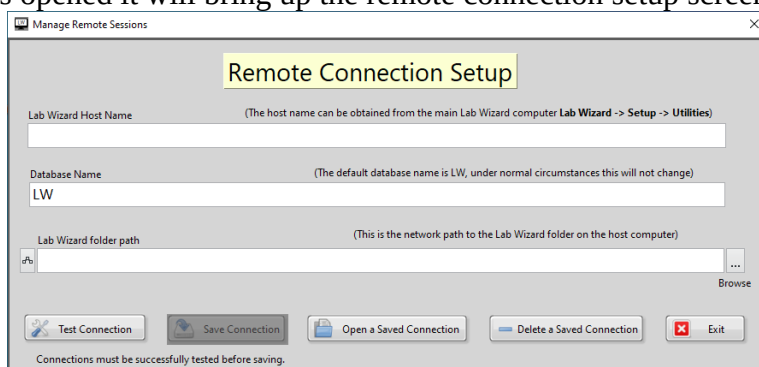 s opened it will bring up the remote connection setup screen
Manage Remote Sessions
Remote Connection Setup
Lab Wizard Host Name (The host name can be obtained from the main Lab Wizard computer Lab Wizard -> Setup -> Utilities)
Database Name (The default database name is LW, under normal circumstances this will not change)
LW
Lab Wizard folder path (This is the network path to the Lab Wizard folder on the host computer)
...
Browse
Test Connection Save Connection Open a Saved Connection Delete a Saved Connection Exit
Connections must be successfully tested before saving.